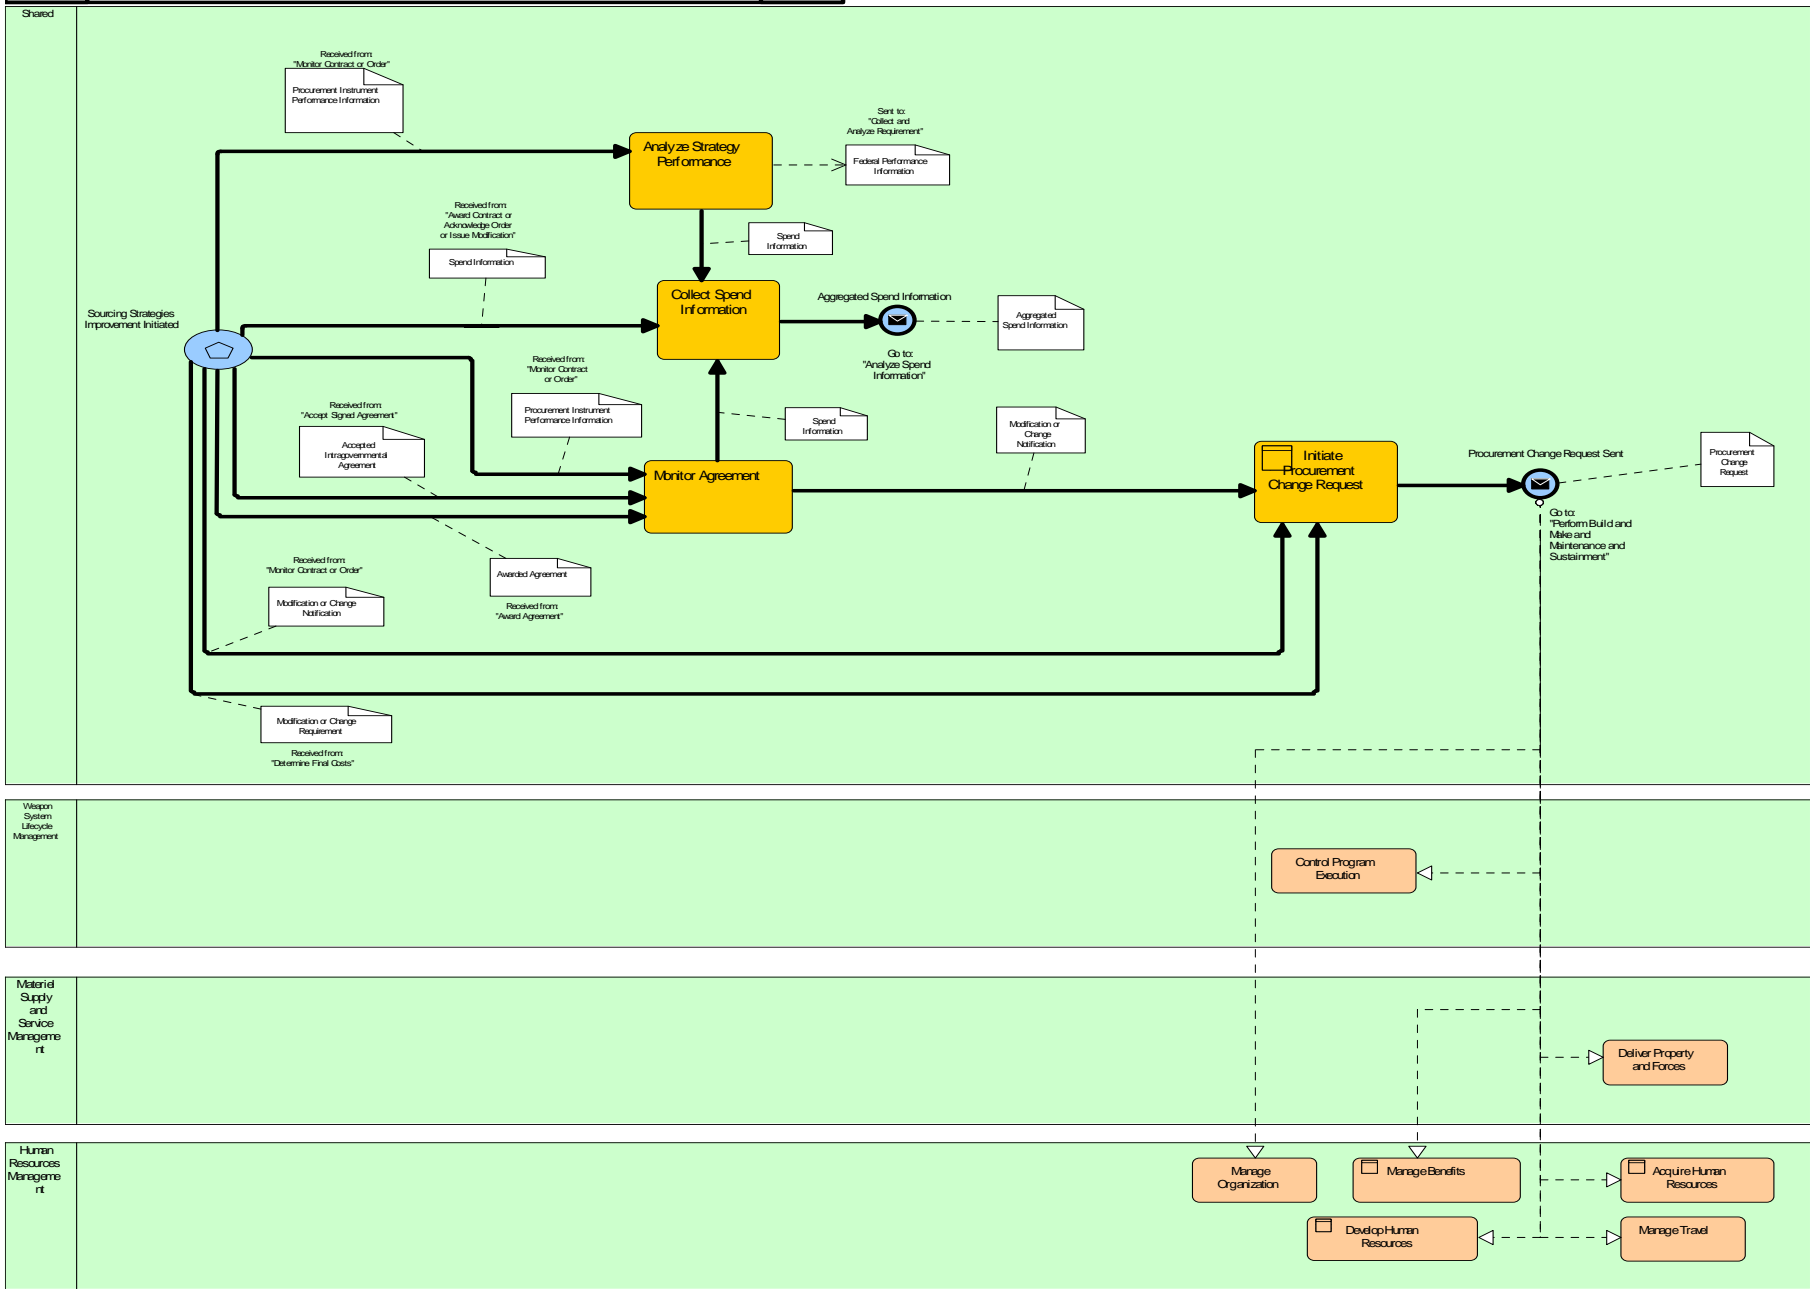 Shared
Received from:
"Monitor Contract or Order"
Procurement Instrument
Performance Information
Analyze Strategy
Performance
Sent to:
"Collect and
Analyze Requirement"
Federal Performance
Information
Received from:
"Award Contract or
Acknowledge Order
or Issue Modification"
Spend Information
Spend
Information
Sourcing Strategies
Improvement Initiated
Collect Spend
Information
Aggregated Spend Information
Go to:
"Analyze Spend
Information"
Aggregated
Spend Information
Received from:
"Monitor Contract
or Order"
Procurement Instrument
Performance Information
Spend
Information
Received from:
"Accept Signed Agreement"
Accepted
Intragovernmental
Agreement
Monitor Agreement
Modification or
Change
Notification
Initiate
Procurement
Change Request
Procurement Change Request Sent
Procurement
Change
Request
Go to:
"Perform Build and
Make and
Maintenance and
Sustainment"
Awarded Agreement
Received from:
"Award Agreement"
Received from:
"Monitor Contract or Order"
Modification or Change
Notification
Modification or Change
Requirement
Received from:
"Determine Final Costs"
Weapon
System
Lifecycle
Management
Control Program
Execution
Materiel
Supply
and
Service
Manageme
nt
Deliver Property
and Forces
Human
Resources
Manageme
nt
Manage
Organization
Manage Benefits
Acquire Human
Resources
Develop Human
Resources
Manage Travel